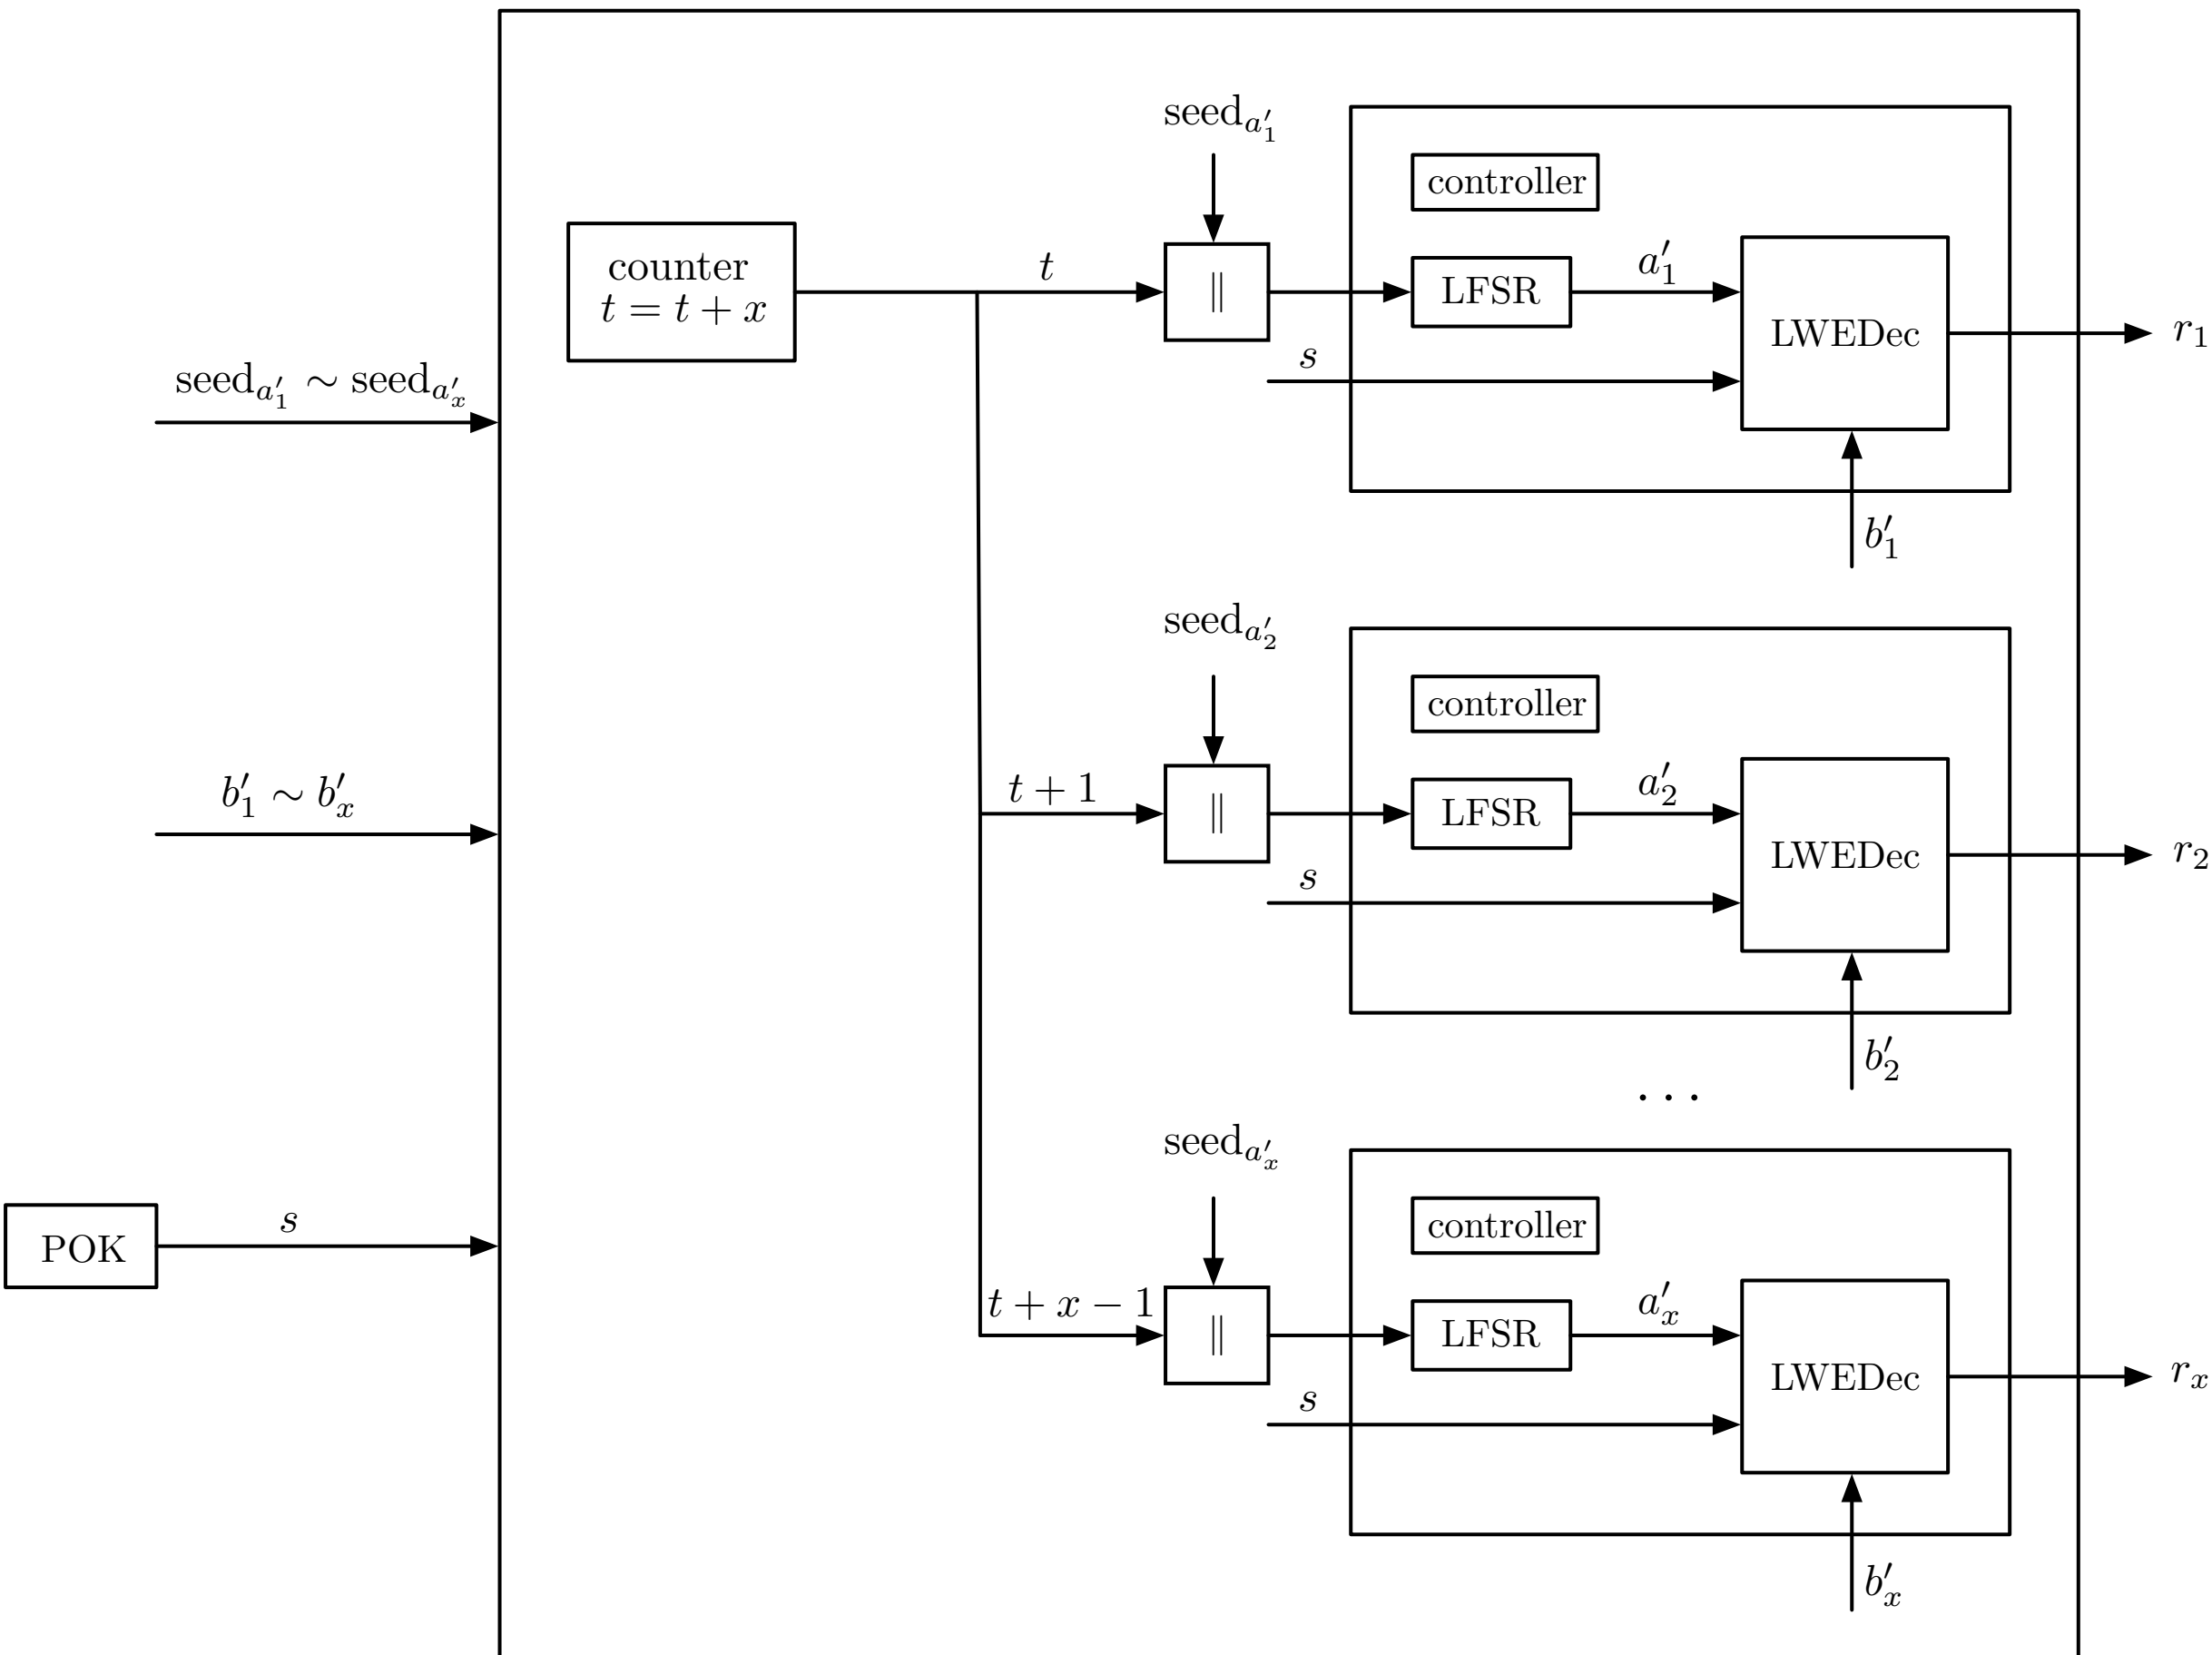 seed_{a'_1}
controller
counter
t = t + x
t
||
LFSR
a'_1
LWEDec
r_1
s
seed_{a'_1} ∼ seed_{a'_x}
b'_1
seed_{a'_2}
controller
b'_1 ∼ b'_x
t + 1
||
LFSR
a'_2
LWEDec
r_2
s
b'_2
· · ·
seed_{a'_x}
POK
s
controller
t + x − 1
||
LFSR
a'_x
LWEDec
r_x
s
b'_x